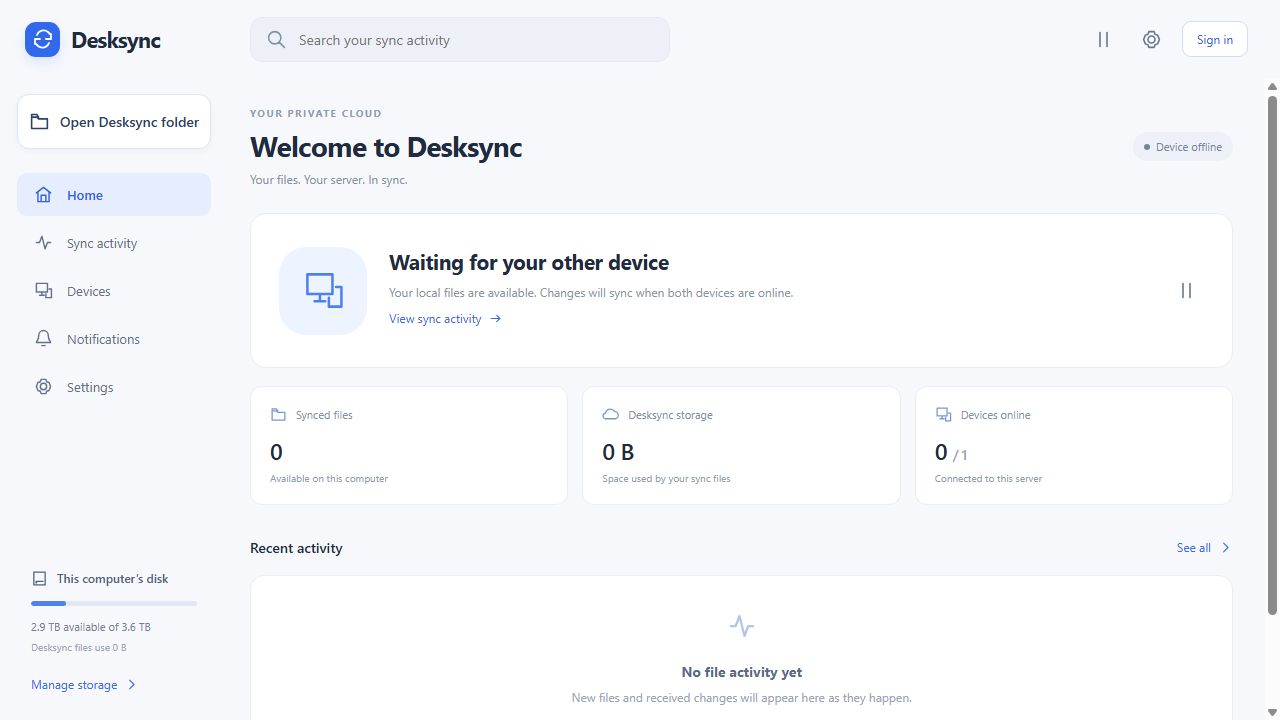 Desksync
Search your sync activity
Sign in
Open Desksync folder
Home
Sync activity
Devices
Notifications
Settings
This computer's disk
2.9 TB available of 3.6 TB
Desksync files use 0 B
Manage storage
YOUR PRIVATE CLOUD
Welcome to Desksync
Your files. Your server. In sync.
Device offline
Waiting for your other device
Your local files are available. Changes will sync when both devices are online.
View sync activity
Synced files
0
Available on this computer
Desksync storage
0 B
Space used by your sync files
Devices online
0 / 1
Connected to this server
Recent activity
See all
No file activity yet
New files and received changes will appear here as they happen.